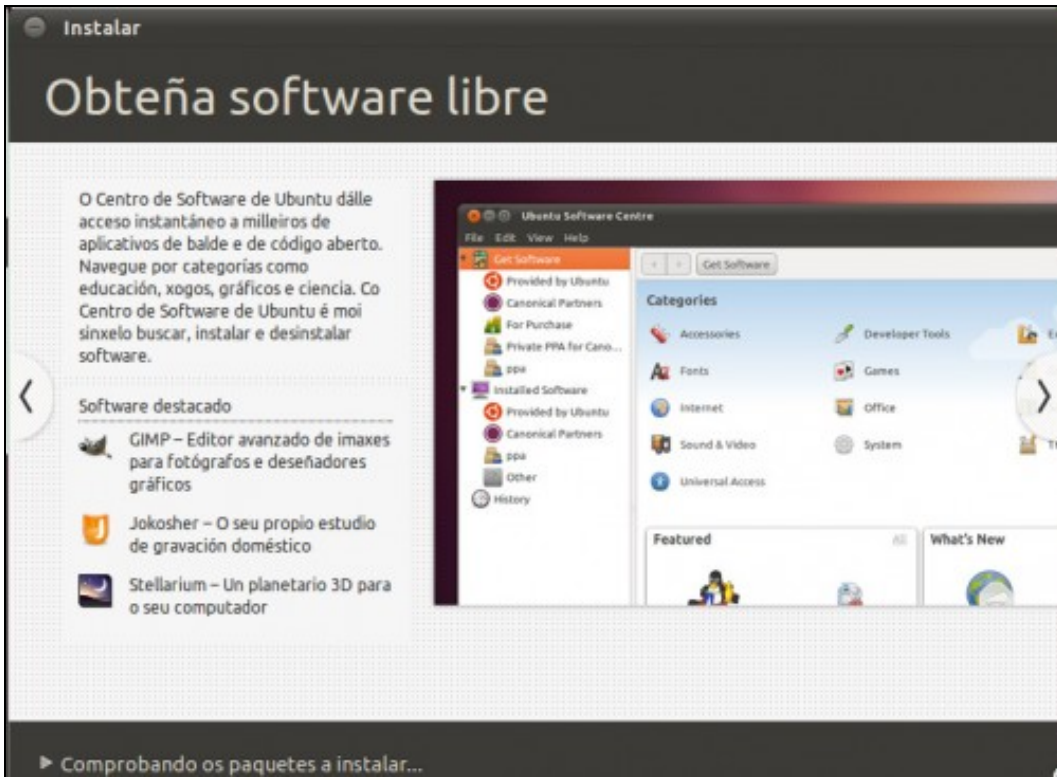 Instalar
Obteña software libre
O Centro de Software de Ubuntu dálle
acceso instantáneo a milleiros de
aplicativos de balde e de código aberto.
Navegue por categorías como
educación, xogos, gráficos e ciencia. Co
Centro de Software de Ubuntu é moi
sinxelo buscar, instalar e desinstalar
software.
Software destacado
GIMP – Editor avanzado de imaxes
para fotógrafos e deseñadores
gráficos
Jokosher – O seu propio estudio
de gravación doméstico
Stellarium – Un planetario 3D para
o seu computador
Ubuntu Software Centre
File Edit View Help
Get Software
Provided by Ubuntu
Canonical Partners
For Purchase
Private PPA for Cano...
ppa
Installed Software
Provided by Ubuntu
Canonical Partners
ppa
Other
History
Get Software
Categories
Accessories
Developer Tools
Fonts
Games
Internet
Office
Sound & Video
System
Universal Access
Featured
All
What's New
Comprobando os paquetes a instalar...